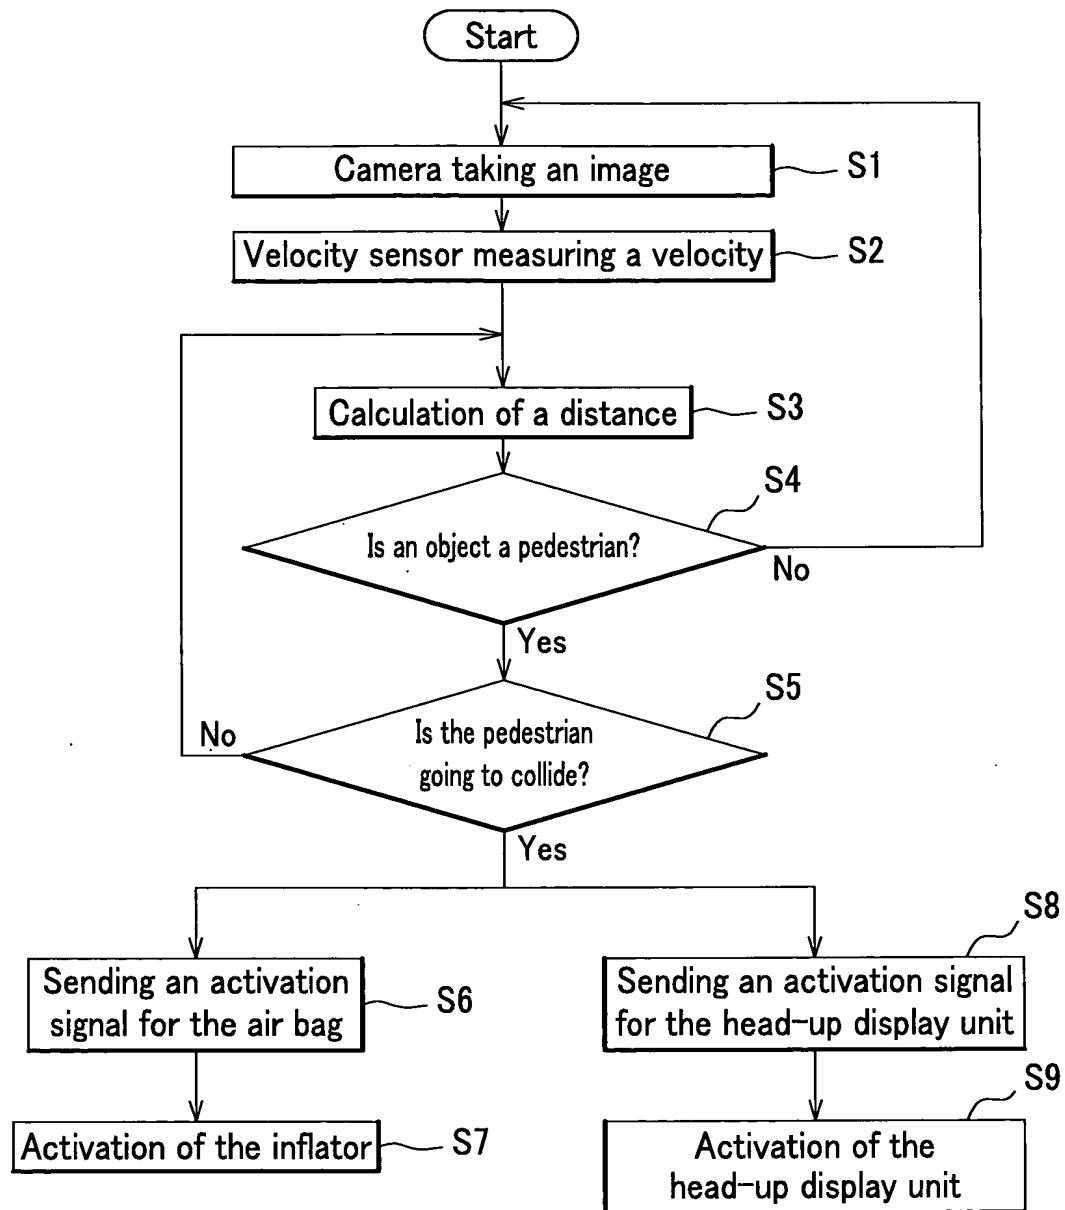 Start
Camera taking an image
S1
Velocity sensor measuring a velocity
S2
Calculation of a distance
S3
S4
Is an object a pedestrian?
No
Yes
S5
No
Is the pedestrian
going to collide?
Yes
S6
Sending an activation
signal for the air bag
S8
Sending an activation signal
for the head-up display unit
S7
Activation of the inflator
S9
Activation of the
head-up display unit